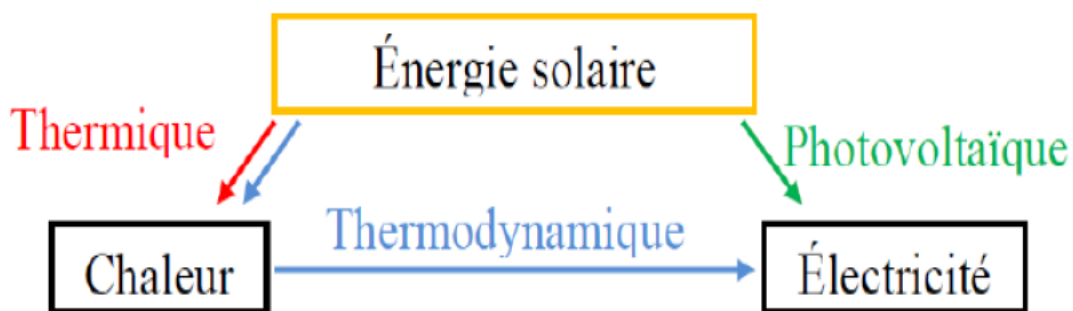 Énergie solaire
Thermique
Photovoltaïque
Thermodynamique
Chaleur
Électricité